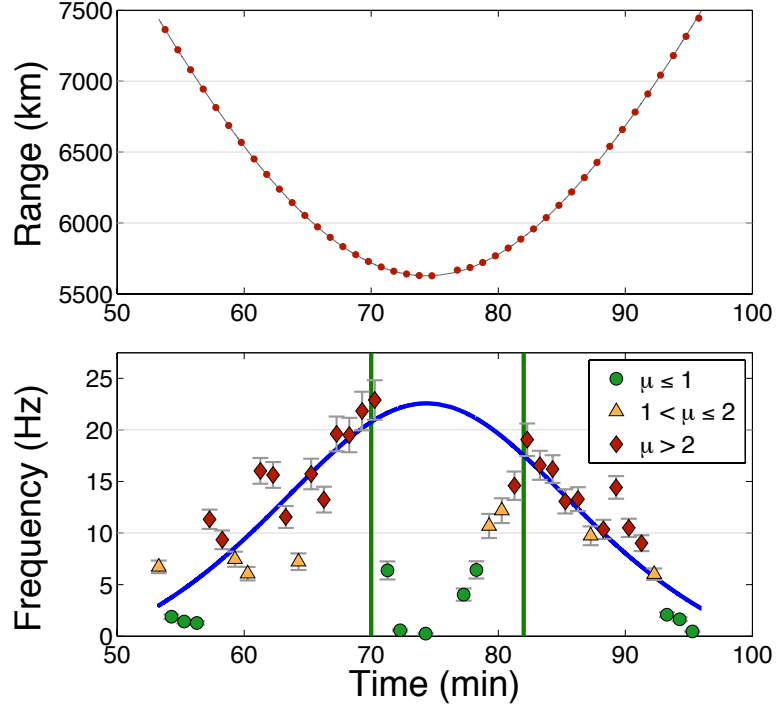 7500
7000
6500
6000
5500
Range (km)
50 60 70 80 90 100
25
20
15
10
5
0
Frequency (Hz)
μ ≤ 1
1 < μ ≤ 2
μ > 2
50 60 70 80 90 100
Time (min)